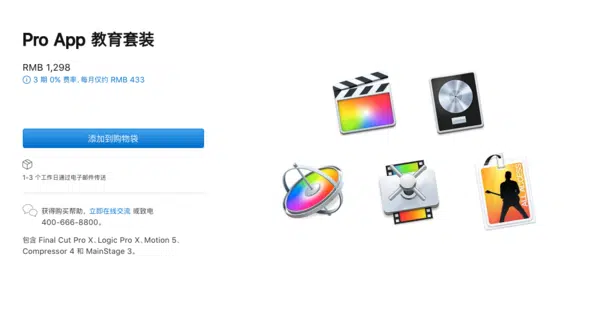 Pro App 教育套装
RMB 1,298
3 期 0% 费率，每月仅约 RMB 433
添加到购物袋
1-3 个工作日通过电子邮件传送
获得购买帮助，立即在线交流 或致电
400-666-8800。
包含 Final Cut Pro X、Logic Pro X、Motion 5、
Compressor 4 和 MainStage 3。
ALL ACCESS